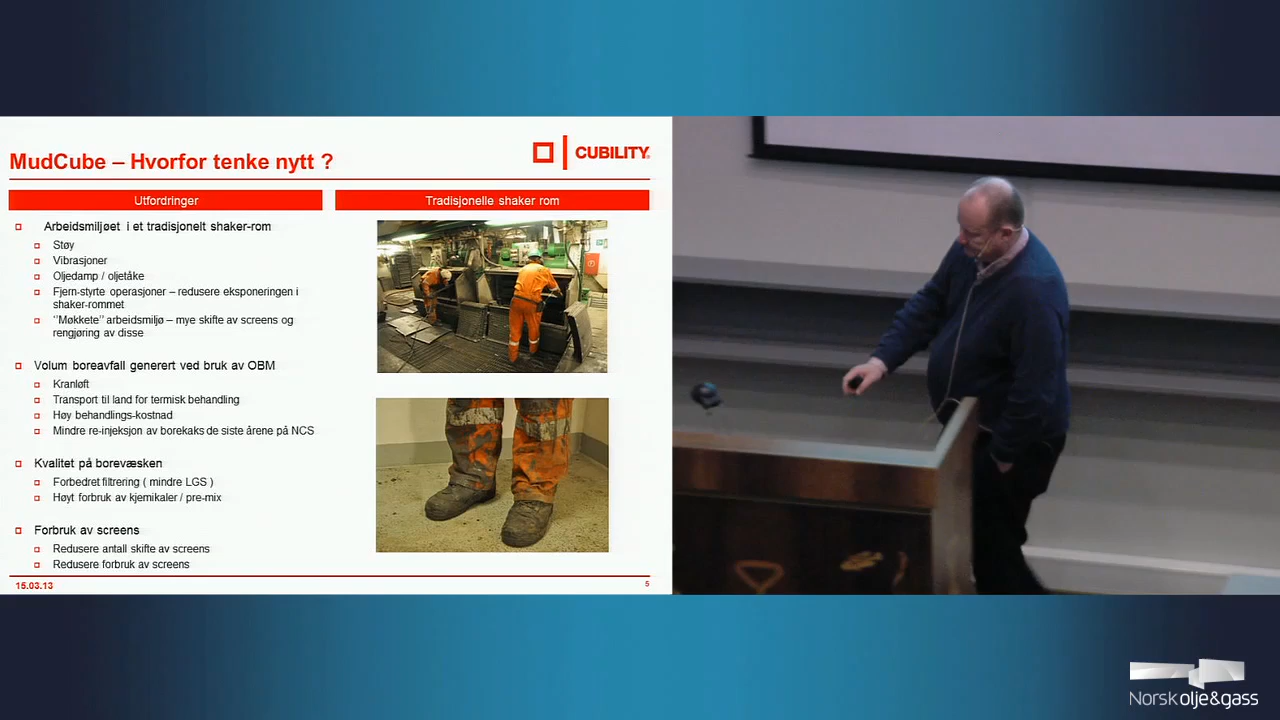 MudCube – Hvorfor tenke nytt ?
CUBILITY
Utfordringer
Arbeidsmiljøet i et tradisjonelt shaker-rom
Støy
Vibrasjoner
Oljedamp / oljetåke
Fjern-styrte operasjoner – redusere eksponeringen i
shaker-rommet
‘’Møkkete’’ arbeidsmiljø – mye skifte av screens og
rengjøring av disse
Volum boreavfall generert ved bruk av OBM
Kranløft
Transport til land for termisk behandling
Høy behandlings-kostnad
Mindre re-injeksjon av borekaks de siste årene på NCS
Kvalitet på borevæsken
Forbedret filtrering ( mindre LGS )
Høyt forbruk av kjemikaler / pre-mix
Forbruk av screens
Redusere antall skifte av screens
Redusere forbruk av screens
Tradisjonelle shaker rom
15.03.13
5
Norsk olje&gass